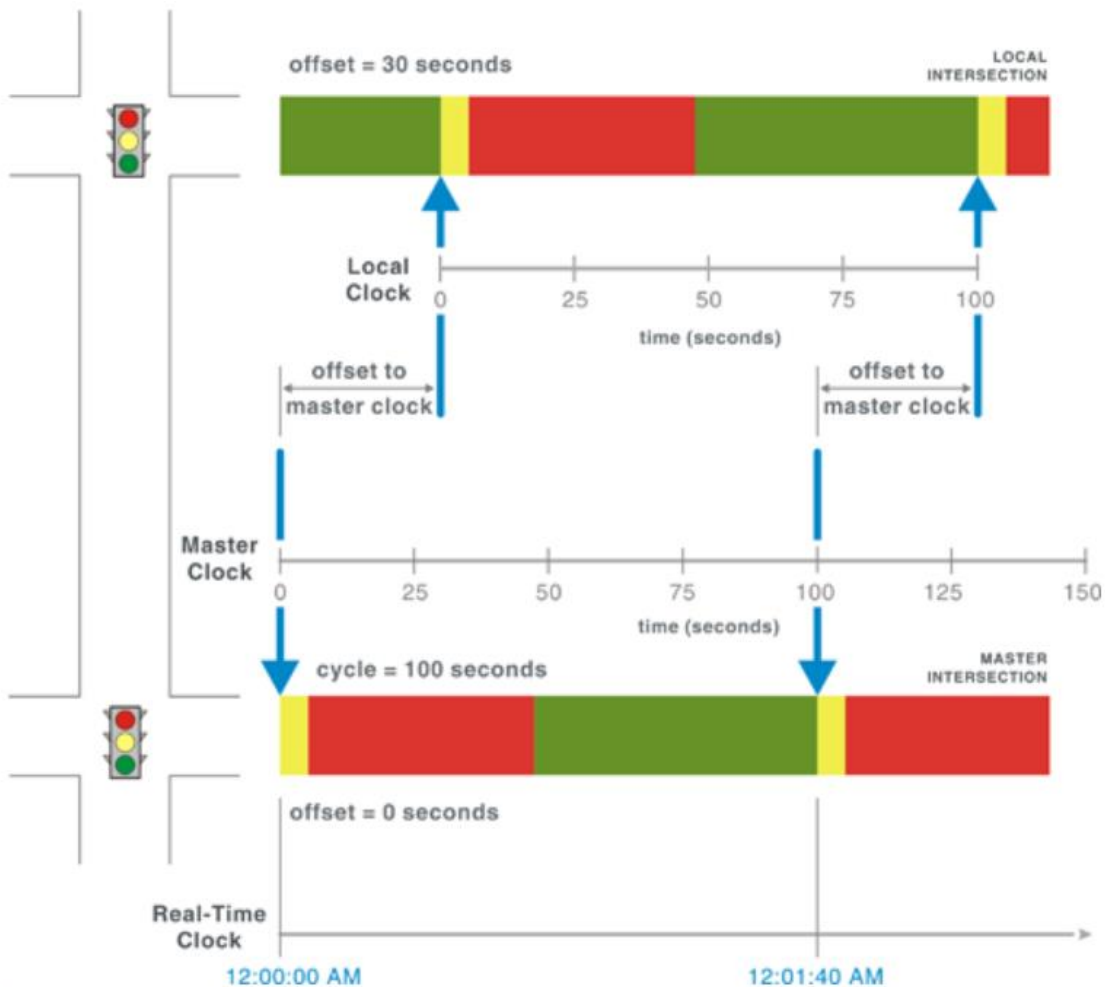 offset = 30 seconds
LOCAL
INTERSECTION
Local
Clock
0 25 50 75 100
time (seconds)
offset to
master clock
offset to
master clock
Master
Clock
0 25 50 75 100 125 150
time (seconds)
cycle = 100 seconds
MASTER
INTERSECTION
offset = 0 seconds
Real-Time
Clock
12:00:00 AM 12:01:40 AM